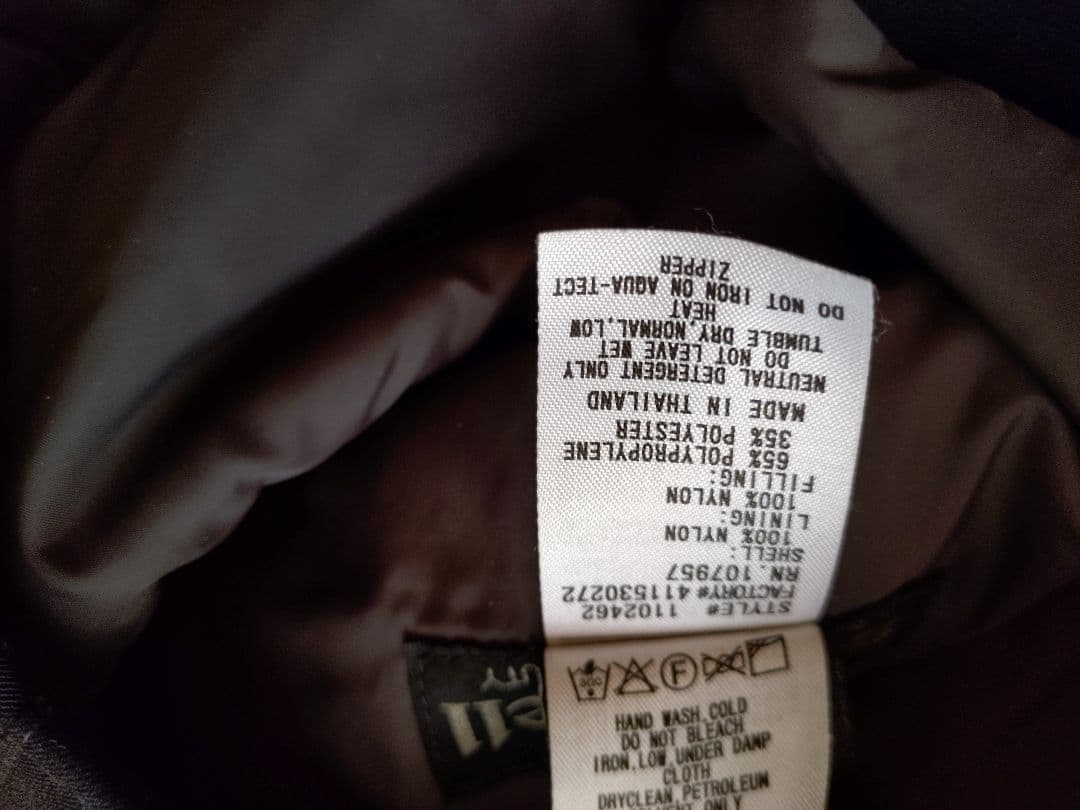 STYLE# 1102462
FACTORY# 411530272
RN. 107957
SHELL:
100% NYLON
LINING:
100% NYLON
FILLING:
65% POLYPROPYLENE
35% POLYESTER
MADE IN THAILAND
NEUTRAL DETERGENT ONLY
DO NOT LEAVE WET
TUMBLE DRY,NORMAL,LOW
HEAT
DO NOT IRON ON AQUA-TECT
ZIPPER
F
HAND WASH,COLD
DO NOT BLEACH
IRON,LOW,UNDER DAMP
CLOTH
DRYCLEAN,PETROLEUM
ONLY